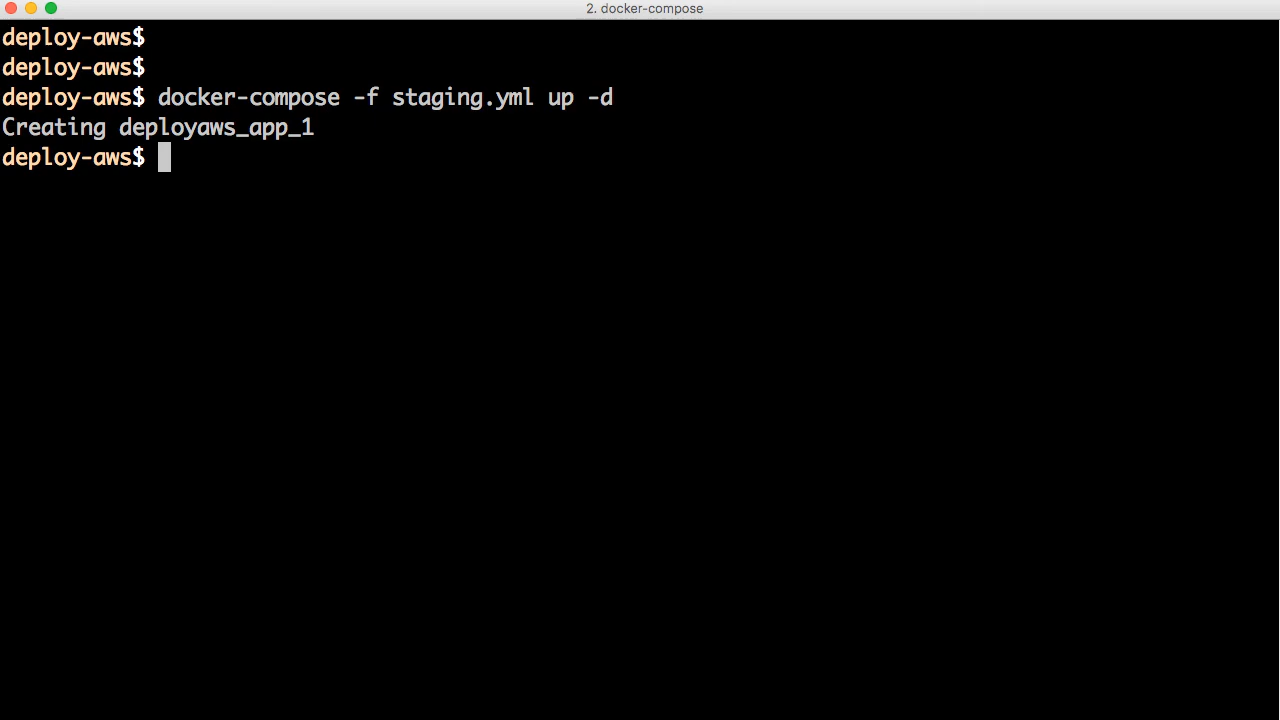 2. docker-compose
deploy-aws$
deploy-aws$
deploy-aws$ docker-compose -f staging.yml up -d
Creating deployaws_app_1
deploy-aws$